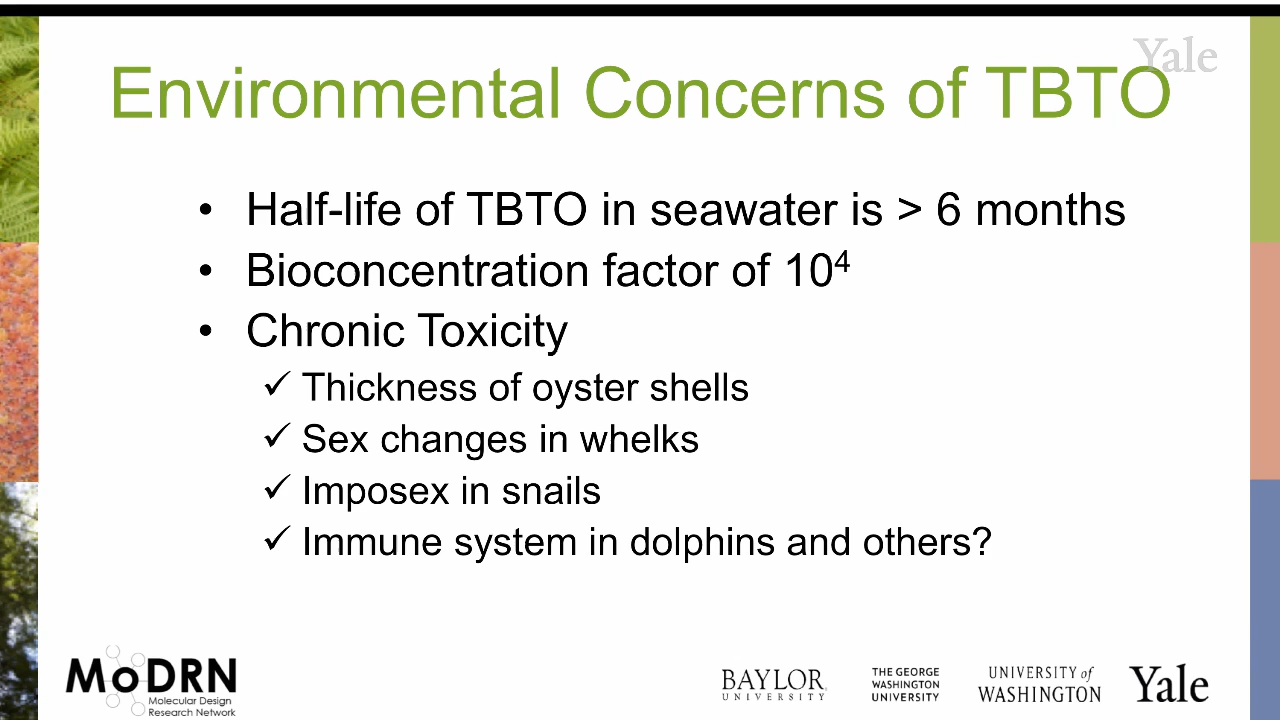 Yale
Environmental Concerns of TBTO
• Half-life of TBTO in seawater is > 6 months
• Bioconcentration factor of 10⁴
• Chronic Toxicity
✓ Thickness of oyster shells
✓ Sex changes in whelks
✓ Imposex in snails
✓ Immune system in dolphins and others?
MoDRN
Molecular Design
Research Network
BAYLOR
UNIVERSITY
THE GEORGE
WASHINGTON
UNIVERSITY
UNIVERSITY of
WASHINGTON
Yale